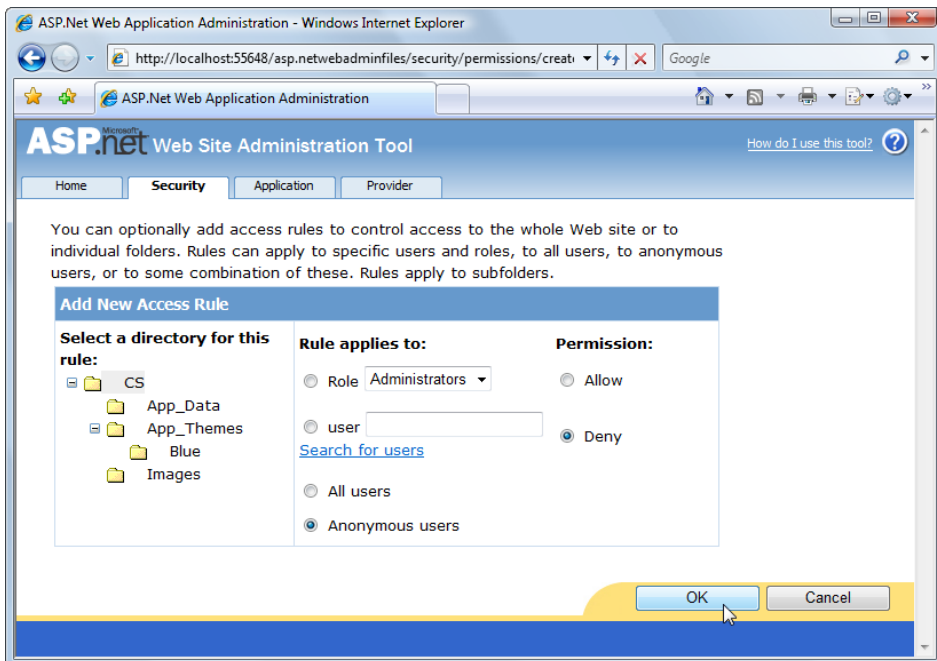 ASP.Net Web Application Administration - Windows Internet Explorer
http://localhost:55648/asp.netwebadminfiles/security/permissions/creat
Google
ASP.Net Web Application Administration
Microsoft
ASP.net Web Site Administration Tool
How do I use this tool? ?
Home Security Application Provider
You can optionally add access rules to control access to the whole Web site or to
individual folders. Rules can apply to specific users and roles, to all users, to anonymous
users, or to some combination of these. Rules apply to subfolders.
Add New Access Rule
Select a directory for this
rule:
CS
App_Data
App_Themes
Blue
Images
Rule applies to:
Role Administrators
user
Search for users
All users
Anonymous users
Permission:
Allow
Deny
OK Cancel